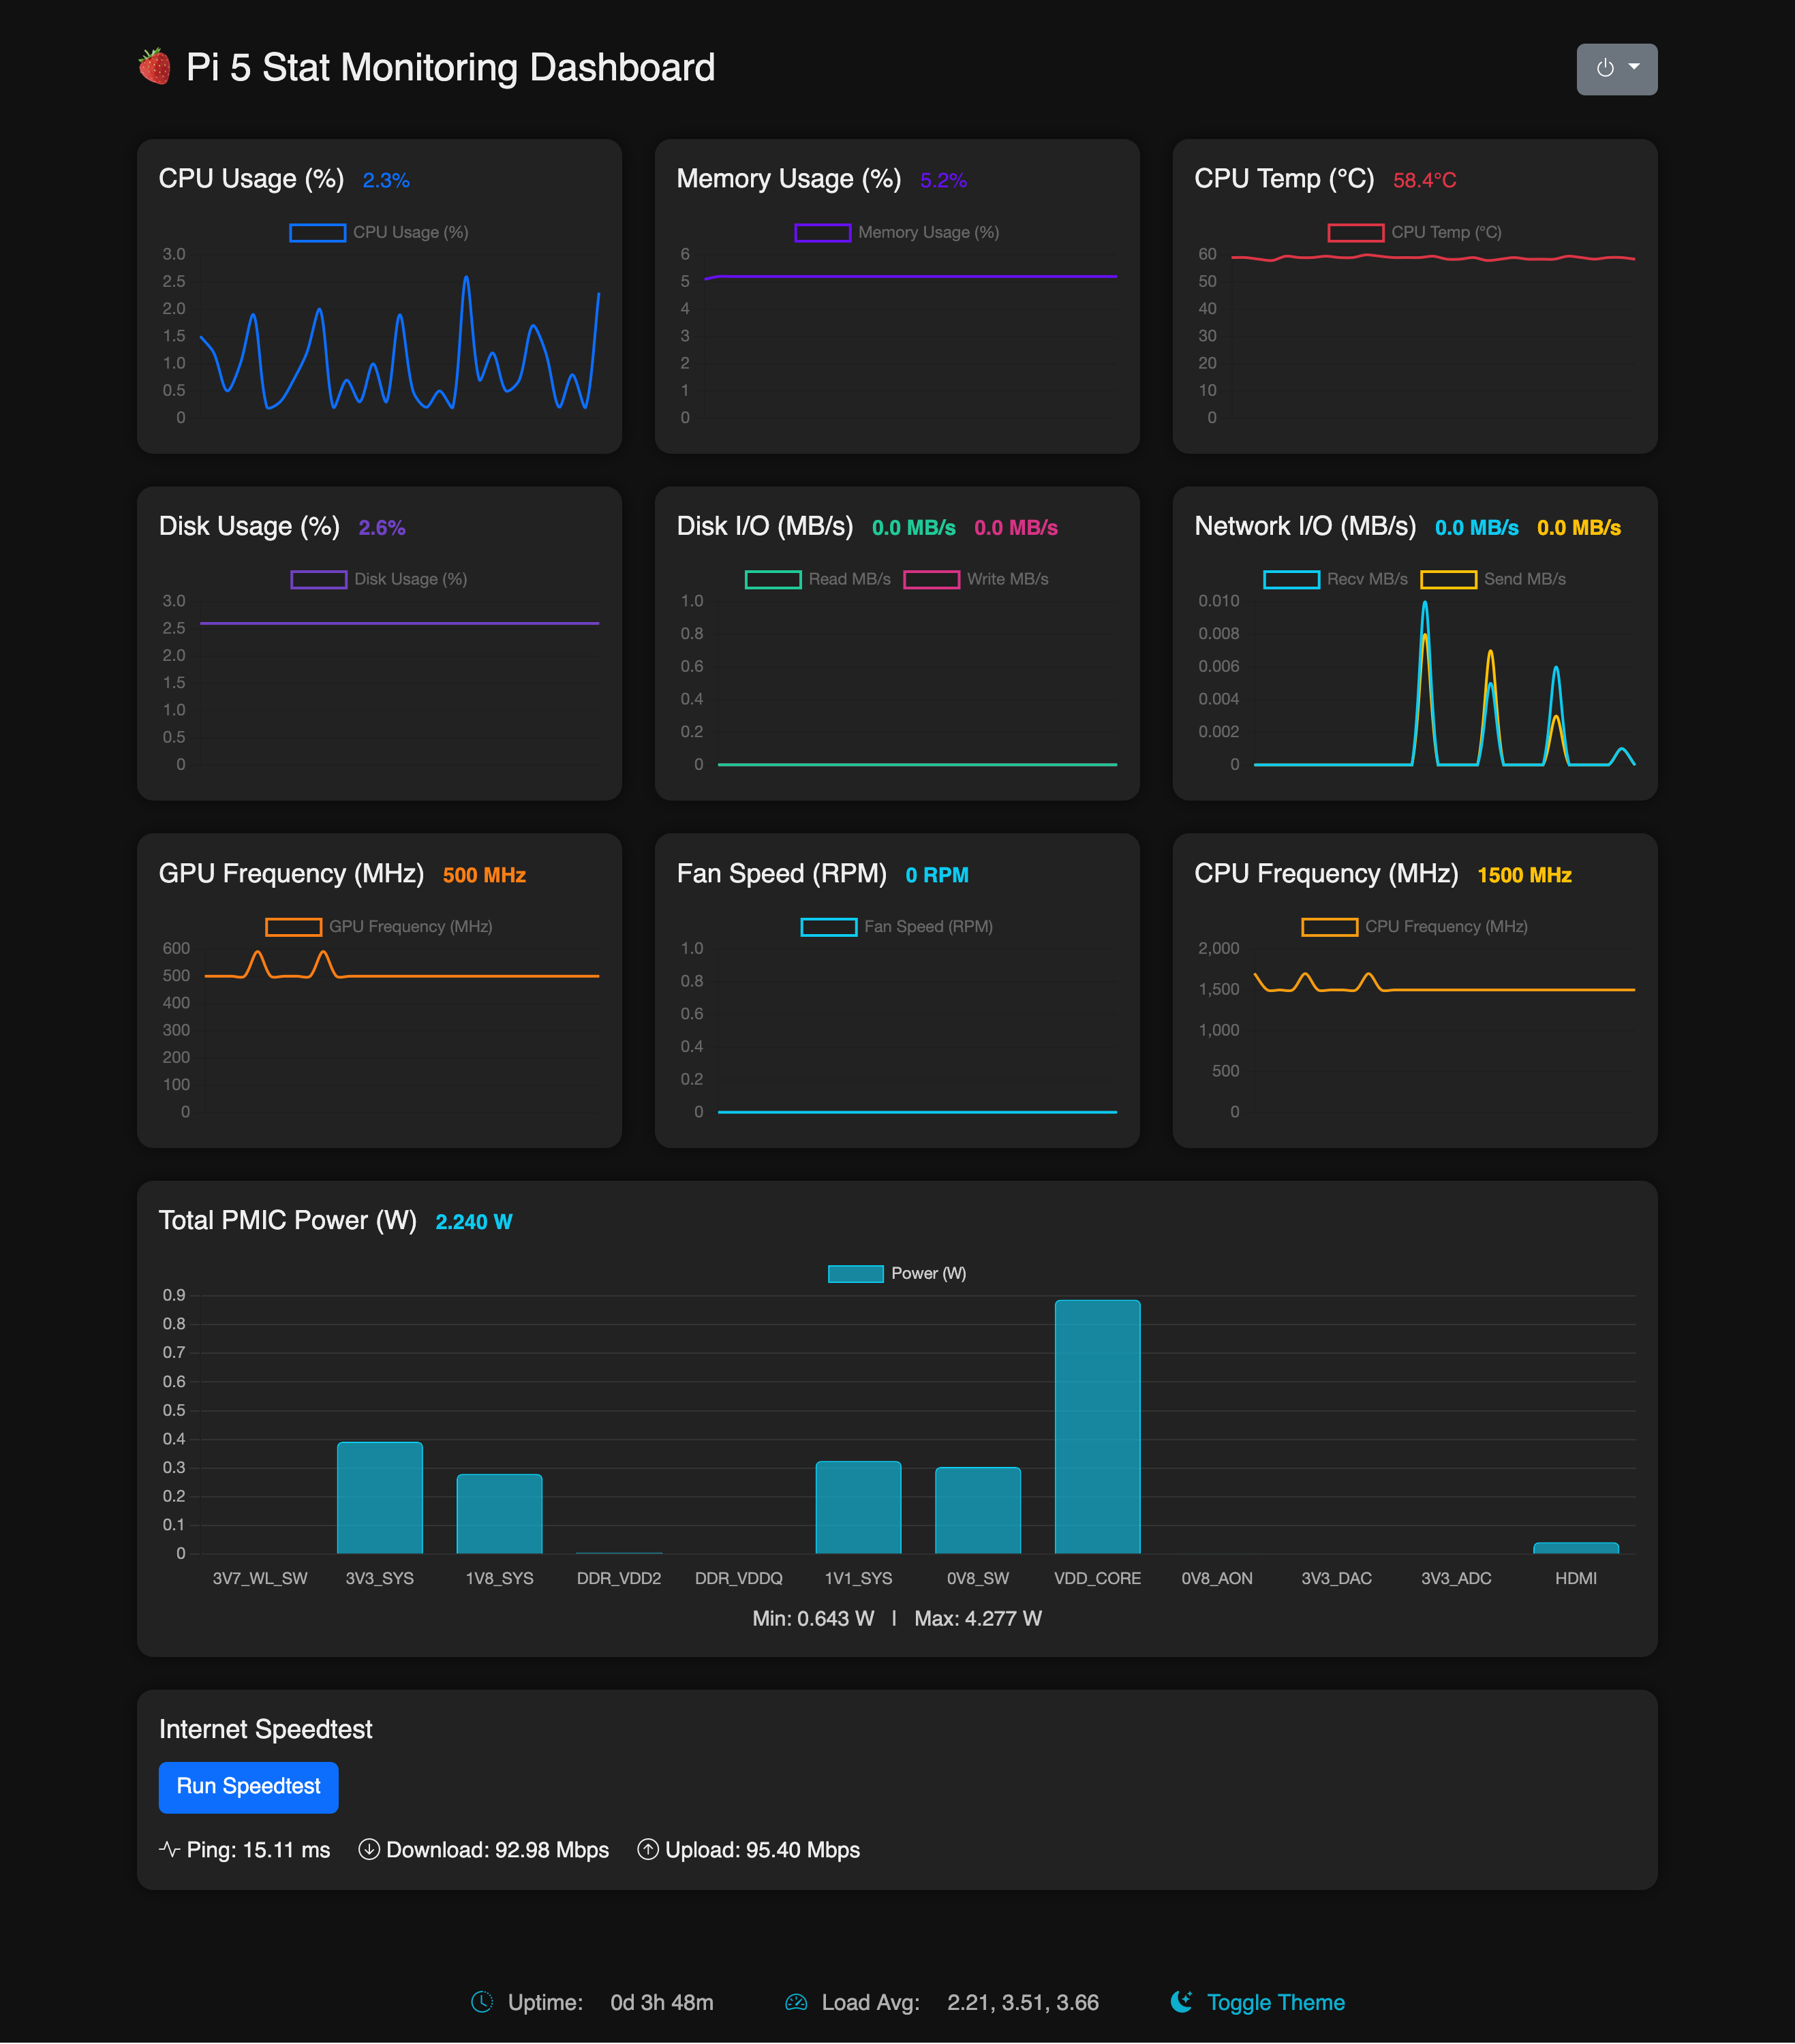 🍓 Pi 5 Stat Monitoring Dashboard
CPU Usage (%) 2.3%
CPU Usage (%)
3.0
2.5
2.0
1.5
1.0
0.5
0
Memory Usage (%) 5.2%
Memory Usage (%)
6
5
4
3
2
1
0
CPU Temp (°C) 58.4°C
CPU Temp (°C)
60
50
40
30
20
10
0
Disk Usage (%) 2.6%
Disk Usage (%)
3.0
2.5
2.0
1.5
1.0
0.5
0
Disk I/O (MB/s) 0.0 MB/s 0.0 MB/s
Read MB/s Write MB/s
1.0
0.8
0.6
0.4
0.2
0
Network I/O (MB/s) 0.0 MB/s 0.0 MB/s
Recv MB/s Send MB/s
0.010
0.008
0.006
0.004
0.002
0
GPU Frequency (MHz) 500 MHz
GPU Frequency (MHz)
600
500
400
300
200
100
0
Fan Speed (RPM) 0 RPM
Fan Speed (RPM)
1.0
0.8
0.6
0.4
0.2
0
CPU Frequency (MHz) 1500 MHz
CPU Frequency (MHz)
2,000
1,500
1,000
500
0
Total PMIC Power (W) 2.240 W
Power (W)
0.9
0.8
0.7
0.6
0.5
0.4
0.3
0.2
0.1
0
3V7_WL_SW 3V3_SYS 1V8_SYS DDR_VDD2 DDR_VDDQ 1V1_SYS 0V8_SW VDD_CORE 0V8_AON 3V3_DAC 3V3_ADC HDMI
Min: 0.643 W | Max: 4.277 W
Internet Speedtest
Run Speedtest
Ping: 15.11 ms Download: 92.98 Mbps Upload: 95.40 Mbps
Uptime: 0d 3h 48m Load Avg: 2.21, 3.51, 3.66 Toggle Theme